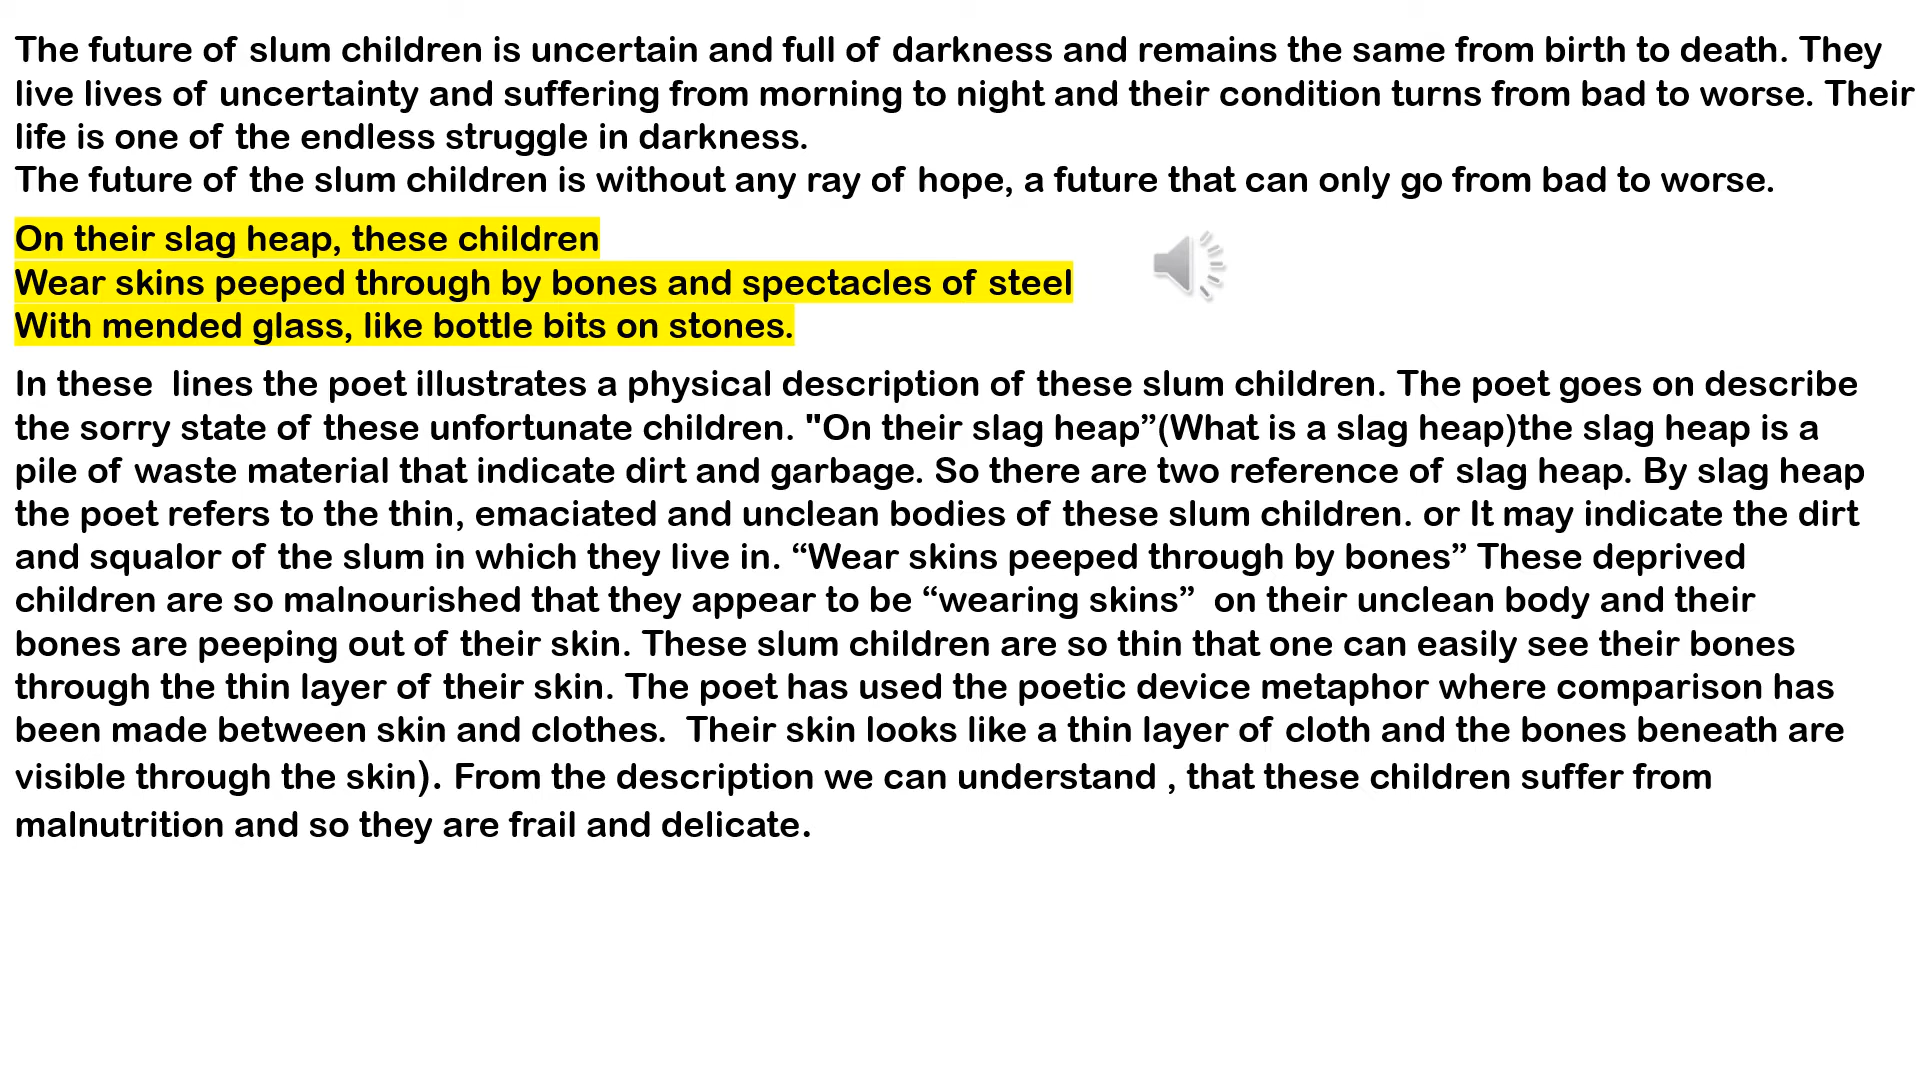 The future of slum children is uncertain and full of darkness and remains the same from birth to death. They
live lives of uncertainty and suffering from morning to night and their condition turns from bad to worse. Their
life is one of the endless struggle in darkness.
The future of the slum children is without any ray of hope, a future that can only go from bad to worse.
On their slag heap, these children
Wear skins peeped through by bones and spectacles of steel
With mended glass, like bottle bits on stones.
In these  lines the poet illustrates a physical description of these slum children. The poet goes on describe
the sorry state of these unfortunate children. "On their slag heap”(What is a slag heap)the slag heap is a
pile of waste material that indicate dirt and garbage. So there are two reference of slag heap. By slag heap
the poet refers to the thin, emaciated and unclean bodies of these slum children. or It may indicate the dirt
and squalor of the slum in which they live in. “Wear skins peeped through by bones” These deprived
children are so malnourished that they appear to be “wearing skins”  on their unclean body and their
bones are peeping out of their skin. These slum children are so thin that one can easily see their bones
through the thin layer of their skin. The poet has used the poetic device metaphor where comparison has
been made between skin and clothes.  Their skin looks like a thin layer of cloth and the bones beneath are
visible through the skin). From the description we can understand , that these children suffer from
malnutrition and so they are frail and delicate.